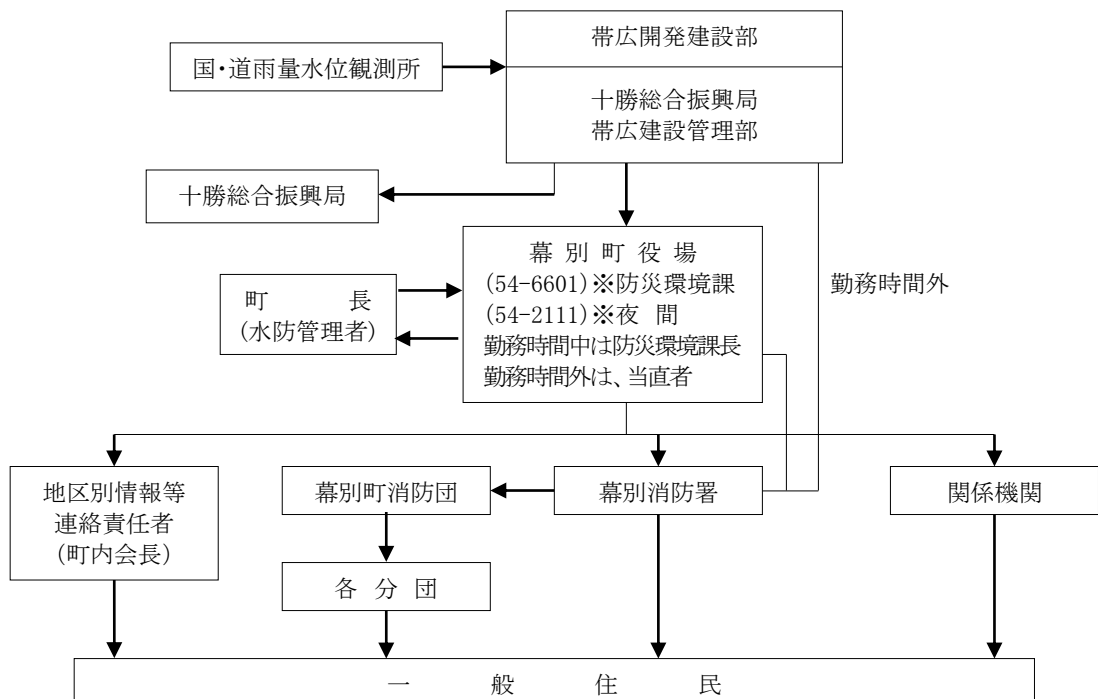 帯広開発建設部
国・道雨量水位観測所
十勝総合振興局
帯広建設管理部
十勝総合振興局
幕 別 町 役 場
(54-6601)※防災環境課
(54-2111)※夜 間
勤務時間中は防災環境課長
勤務時間外は、当直者
町 長
(水防管理者)
勤務時間外
地区別情報等
連絡責任者
(町内会長)
幕別町消防団
幕別消防署
関係機関
各 分 団
一 般 住 民